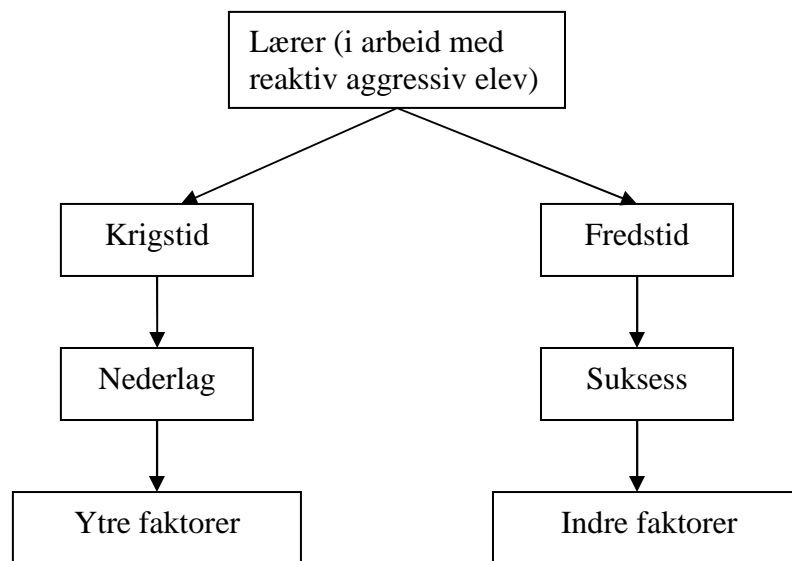 Lærer (i arbeid med
reaktiv aggressiv elev)
Krigstid
Fredstid
Nederlag
Suksess
Ytre faktorer
Indre faktorer